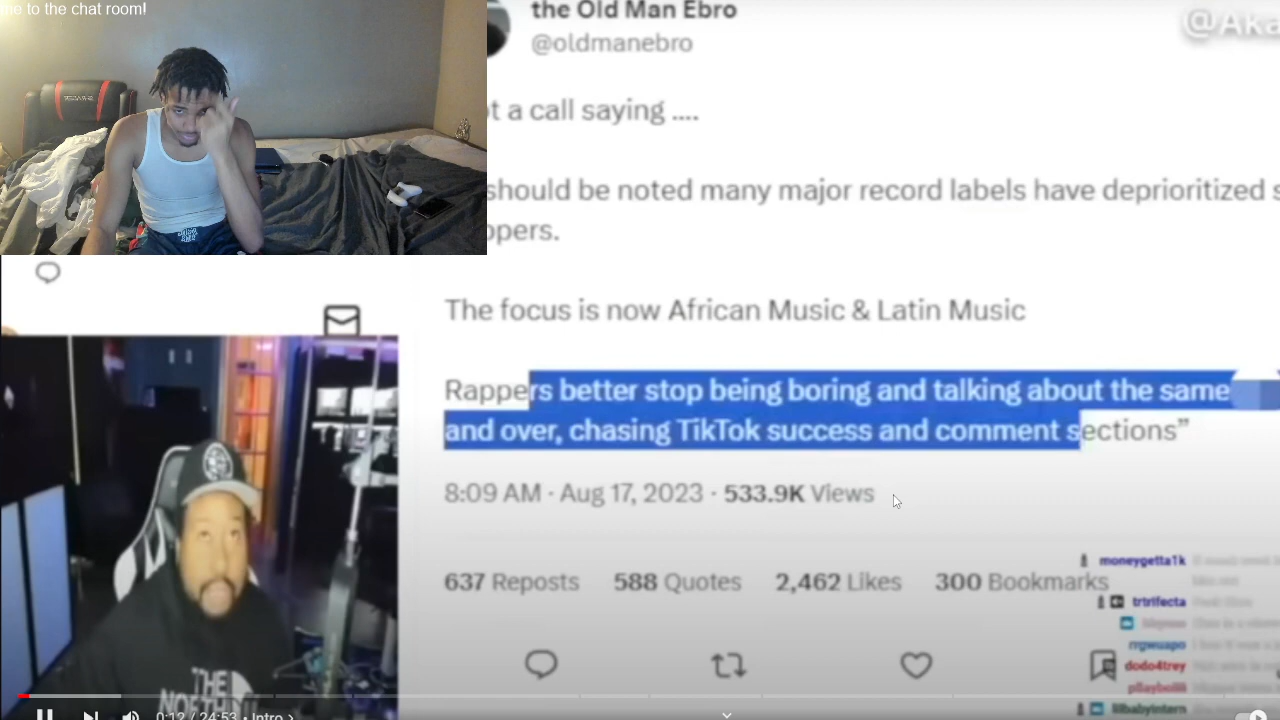 me to the chat room!
the Old Man Ebro
@oldmanebro
@Aka
t a call saying ....
should be noted many major record labels have deprioritized s
ppers.
The focus is now African Music & Latin Music
Rappers better stop being boring and talking about the same
and over, chasing TikTok success and comment sections”
8:09 AM · Aug 17, 2023 · 533.9K Views
637 Reposts 588 Quotes 2,462 Likes 300 Bookmarks
moneygetta1k
trtrifecta
rrgwuapo
dodo4trey
lilbabyintern
THE
NORTH
0:12 / 24:53 • Intro >